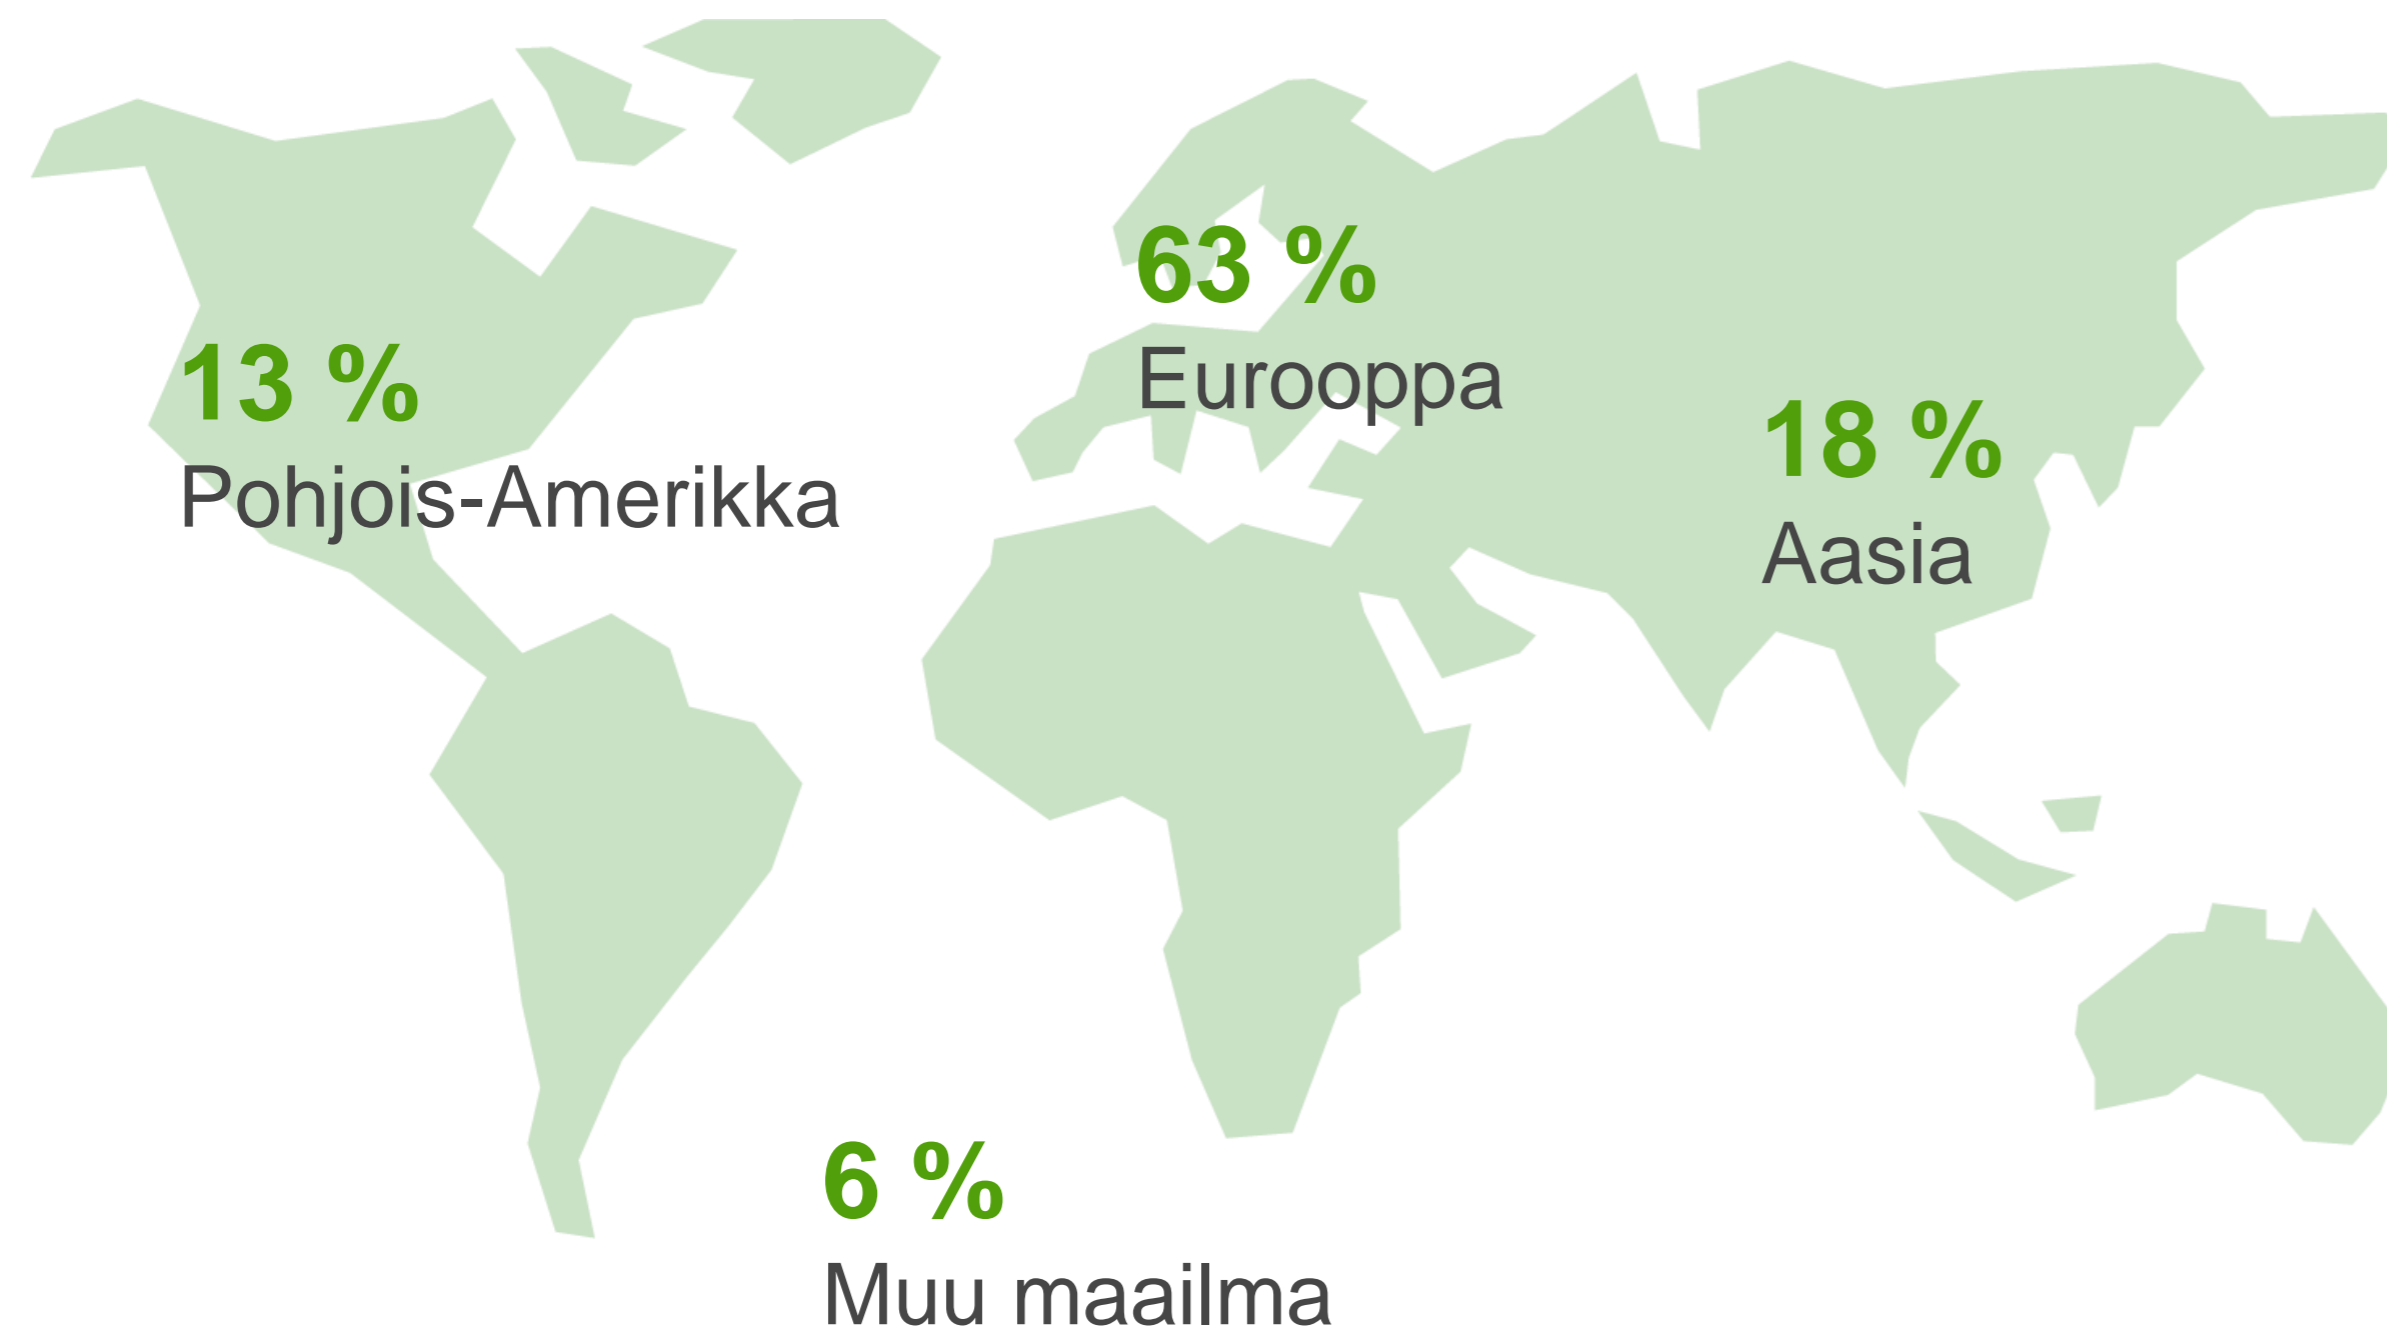 63 %
Eurooppa
13 %
Pohjois-Amerikka
18 %
Aasia
6 %
Muu maailma